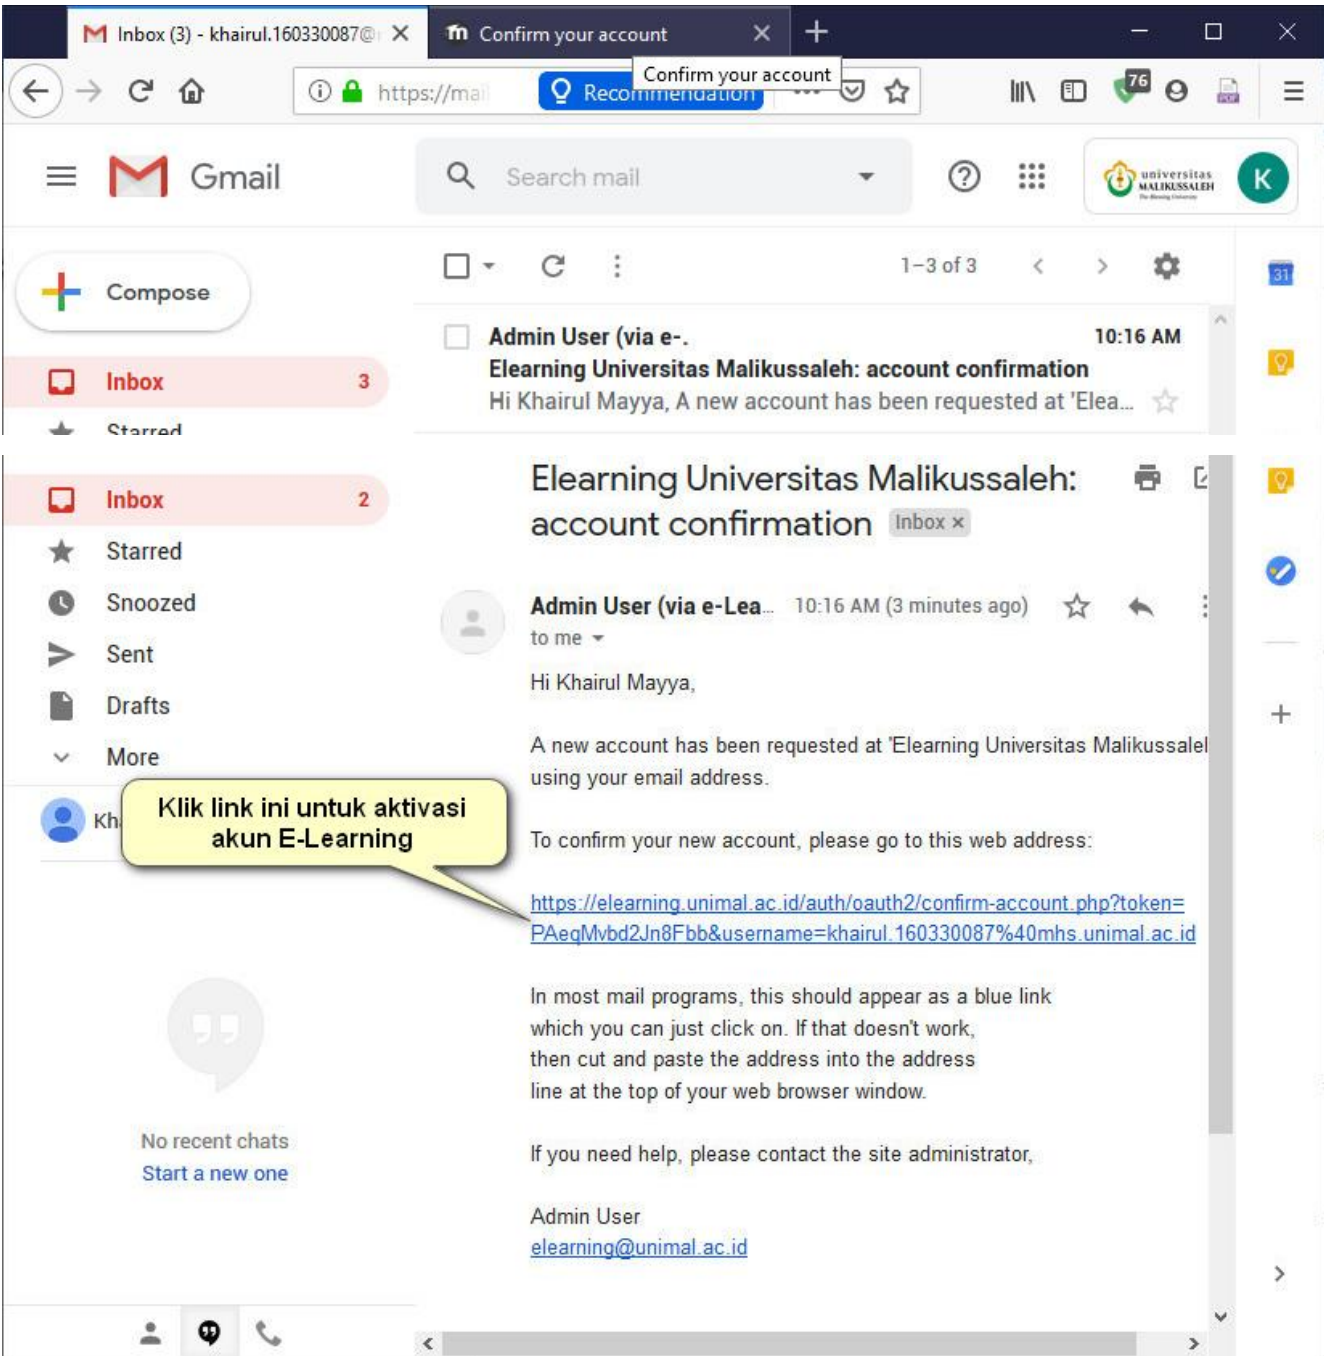 Inbox (3) - khairul.160330087@
Confirm your account
Confirm your account
https://mail
Recommendation
76
Gmail
Search mail
universitas
MALIKUSSALEH
K
Compose
1–3 of 3
31
Admin User (via e-.
10:16 AM
Elearning Universitas Malikussaleh: account confirmation
Inbox
3
Hi Khairul Mayya, A new account has been requested at 'Elea...
Starred
Elearning Universitas Malikussaleh:
account confirmation
Inbox ×
Inbox
2
Starred
Snoozed
Sent
Drafts
More
Admin User (via e-Lea...
10:16 AM (3 minutes ago)
to me
Hi Khairul Mayya,
A new account has been requested at 'Elearning Universitas Malikussaleh
using your email address.
Klik link ini untuk aktivasi
akun E-Learning
Kh
To confirm your new account, please go to this web address:
https://elearning.unimal.ac.id/auth/oauth2/confirm-account.php?token=
PAeqMvbd2Jn8Fbb&username=khairul.160330087%40mhs.unimal.ac.id
In most mail programs, this should appear as a blue link
which you can just click on. If that doesn't work,
then cut and paste the address into the address
line at the top of your web browser window.
If you need help, please contact the site administrator,
Admin User
elearning@unimal.ac.id
No recent chats
Start a new one